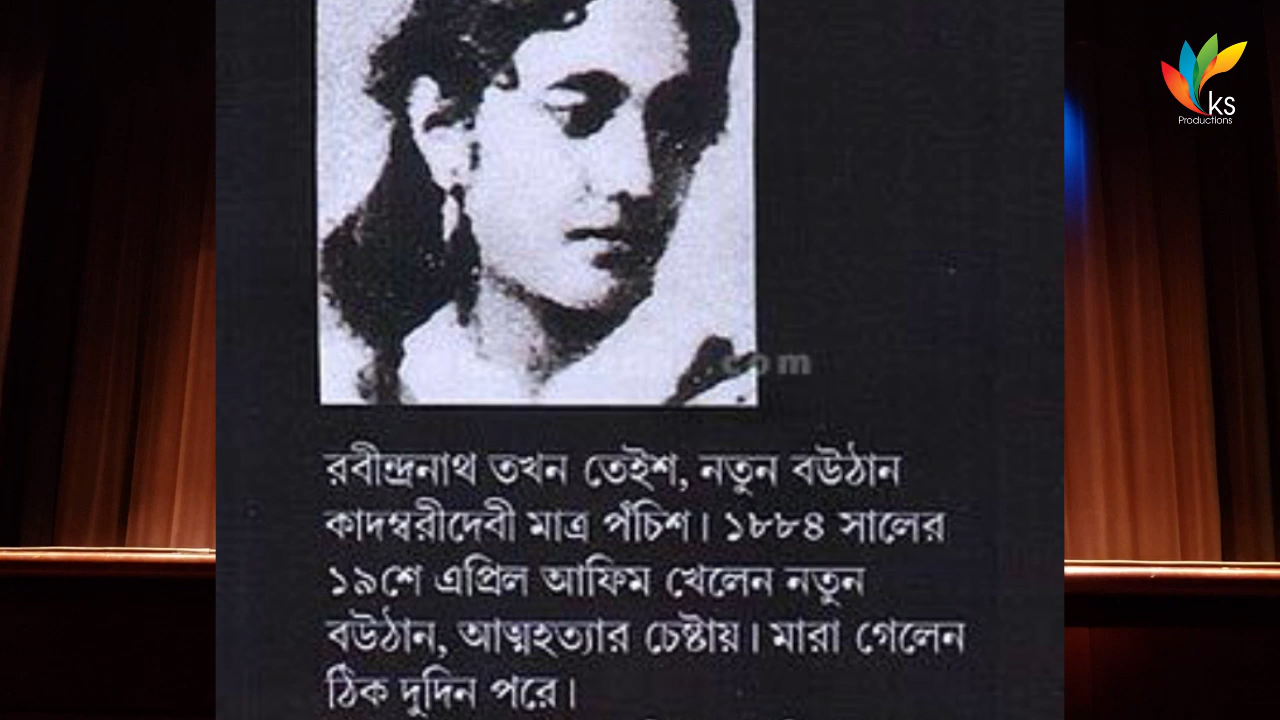 ks
Productions
.com
রবীন্দ্রনাথ তখন তেইশ, নতুন বউঠান
কাদম্বরীদেবী মাত্র পঁচিশ। ১৮৮৪ সালের
১৯শে এপ্রিল আফিম খেলেন নতুন
বউঠান, আত্মহত্যার চেষ্টায়। মারা গেলেন
ঠিক দুদিন পরে।